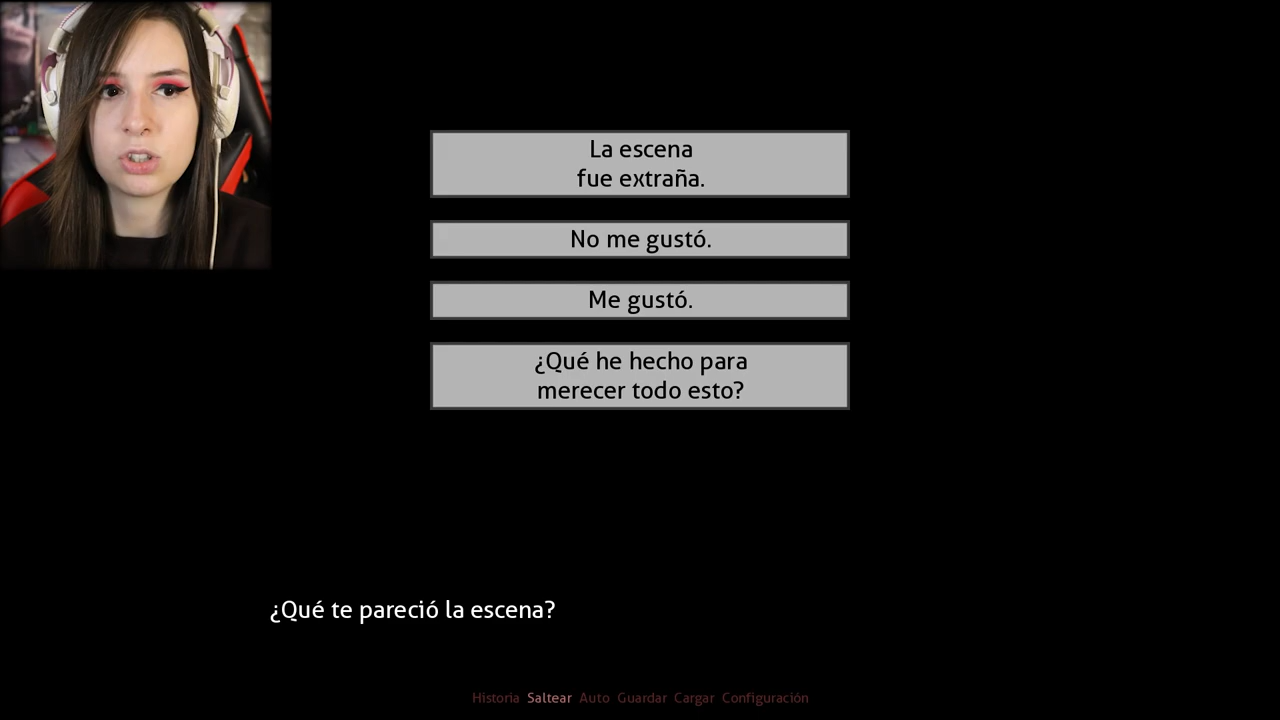 La escena
fue extraña.
No me gustó.
Me gustó.
¿Qué he hecho para
merecer todo esto?
¿Qué te pareció la escena?
Historia Saltear Auto Guardar Cargar Configuración